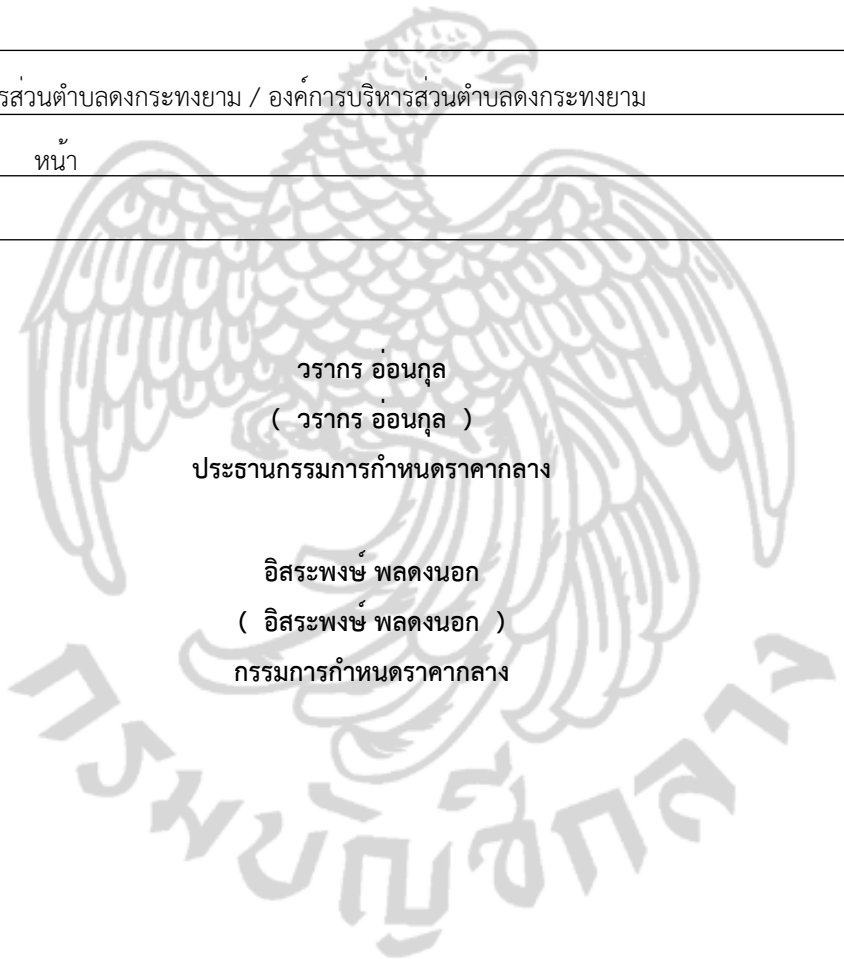 รส่วนตำบลดงกระทงยาม / องค์การบริหารส่วนตำบลดงกระทงยาม
หน้า
วรากร อ่อนกุล
( วรากร อ่อนกุล )
ประธานกรรมการกำหนดราคากลาง
อิสระพงษ์ พลดงนอก
( อิสระพงษ์ พลดงนอก )
กรรมการกำหนดราคากลาง
กรมบัญชีกลาง